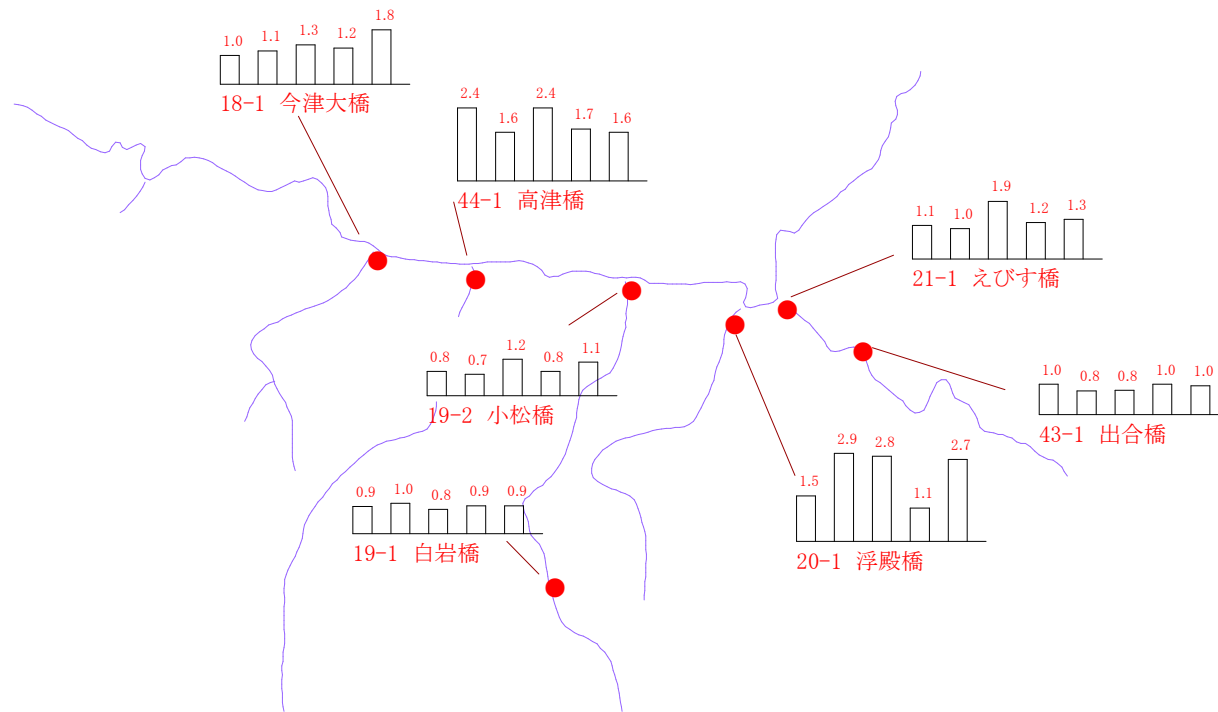 1.0 1.1 1.3 1.2 1.8
18-1 今津大橋
2.4 1.6 2.4 1.7 1.6
44-1 高津橋
1.1 1.0 1.9 1.2 1.3
21-1 えびす橋
0.8 0.7 1.2 0.8 1.1
19-2 小松橋
1.0 0.8 0.8 1.0 1.0
43-1 出合橋
1.5 2.9 2.8 1.1 2.7
20-1 浮殿橋
0.9 1.0 0.8 0.9 0.9
19-1 白岩橋